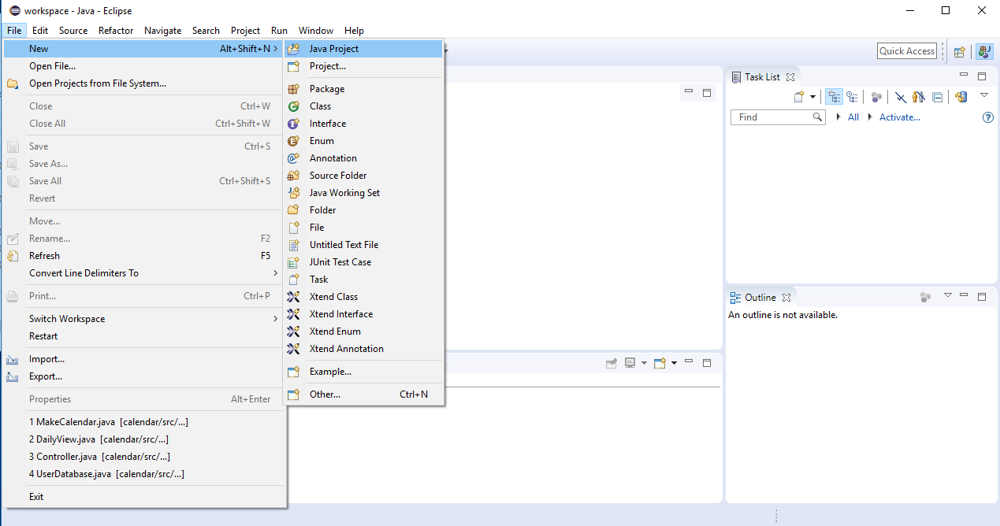 workspace - Java - Eclipse
File Edit Source Refactor Navigate Search Project Run Window Help
New Alt+Shift+N
Open File...
Open Projects from File System...
Close Ctrl+W
Close All Ctrl+Shift+W
Save Ctrl+S
Save As...
Save All Ctrl+Shift+S
Revert
Move...
Rename... F2
Refresh F5
Convert Line Delimiters To
Print... Ctrl+P
Switch Workspace
Restart
Import...
Export...
Properties Alt+Enter
1 MakeCalendar.java [calendar/src/...]
2 DailyView.java [calendar/src/...]
3 Controller.java [calendar/src/...]
4 UserDatabase.java [calendar/src/...]
Exit
Java Project
Project...
Package
Class
Interface
Enum
Annotation
Source Folder
Java Working Set
Folder
File
Untitled Text File
JUnit Test Case
Task
Xtend Class
Xtend Interface
Xtend Enum
Xtend Annotation
Example...
Other... Ctrl+N
Quick Access
Task List
Find All Activate...
Outline
An outline is not available.